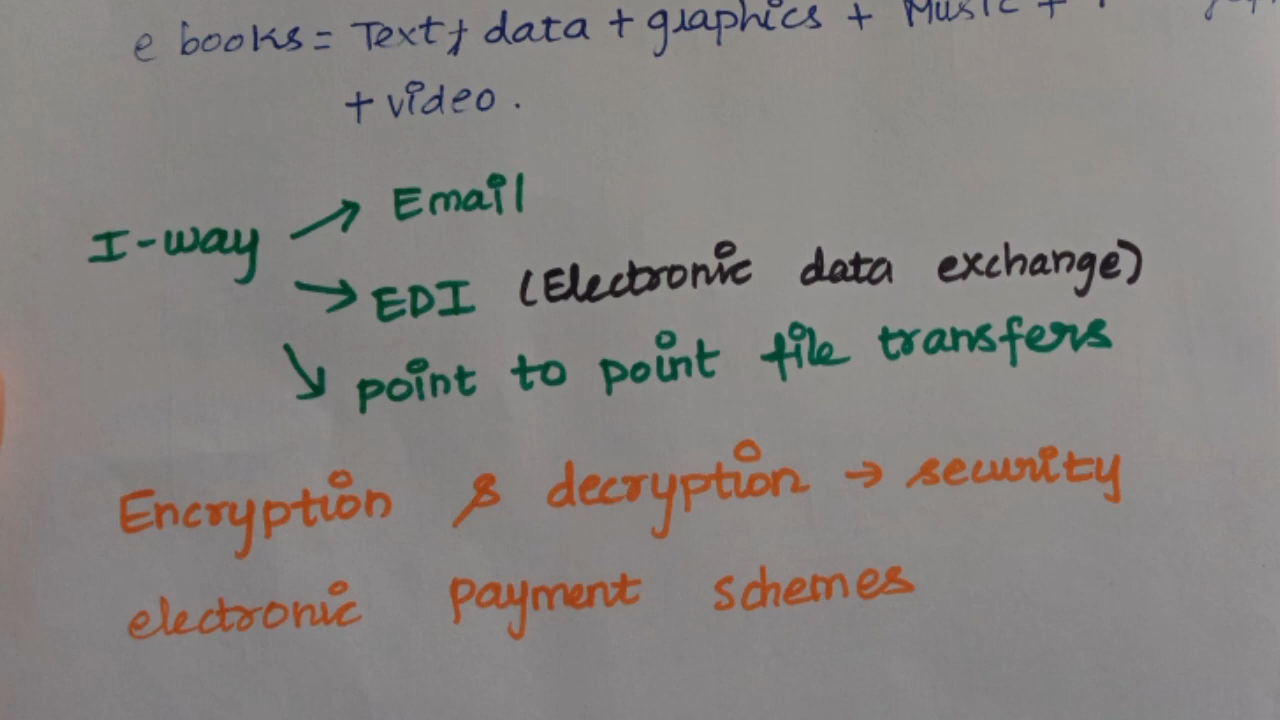 e books = Text + data + graphics + Music +
+ video.
I-way → Email
→ EDI (Electronic data exchange)
↘ point to point file transfers
Encryption & decryption → security
electronic payment schemes